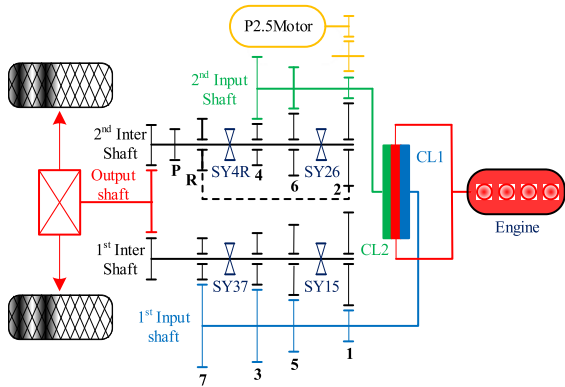 P2.5Motor
2nd Input
Shaft
2nd Inter
Shaft
P
R
SY4R
4
6
SY26
2
CL1
Output
shaft
CL2
Engine
1st Inter
Shaft
SY37
SY15
1st Input
shaft
7
3
5
1